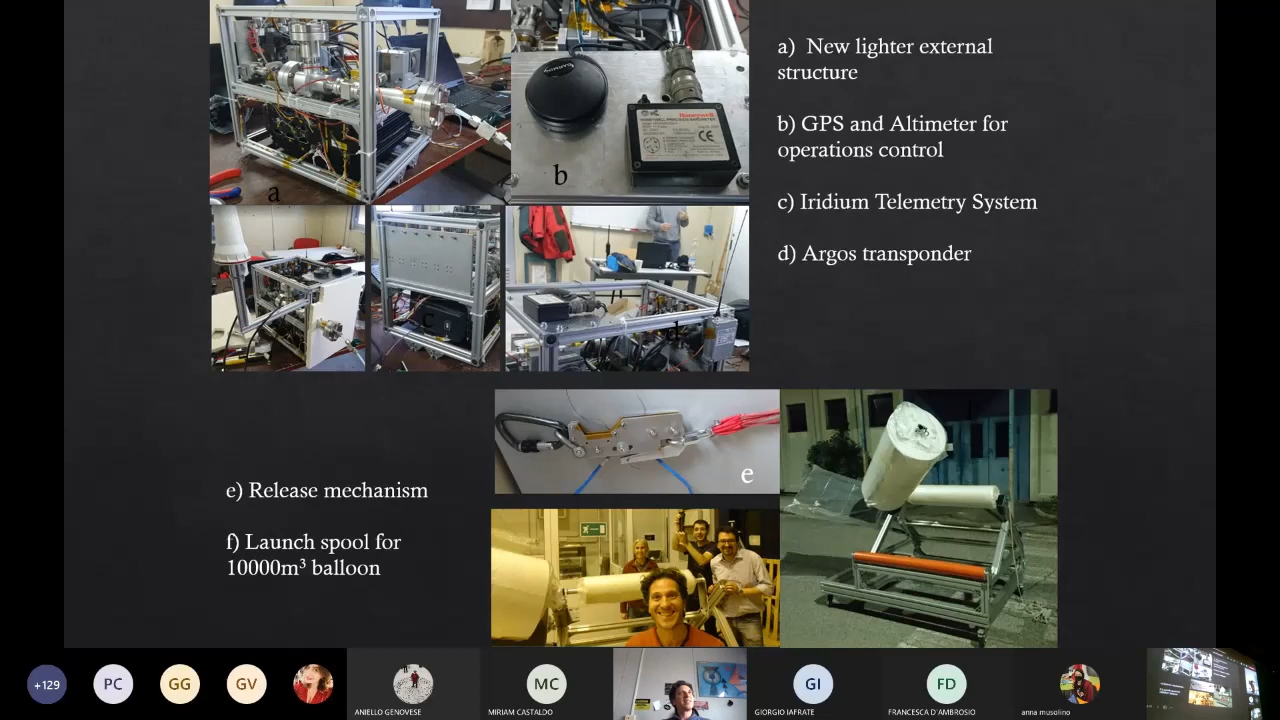 a) New lighter external
structure
b) GPS and Altimeter for
operations control
c) Iridium Telemetry System
d) Argos transponder
a
b
GARMIN
Honeywell
c
d
e) Release mechanism
f) Launch spool for
10000m³ balloon
e
+129
PC
GG
GV
ANIELLO GENOVESE
MC
MIRIAM CASTALDO
GI
GIORGIO IAFRATE
FD
FRANCESCA D'AMBROSIO
anna musolino